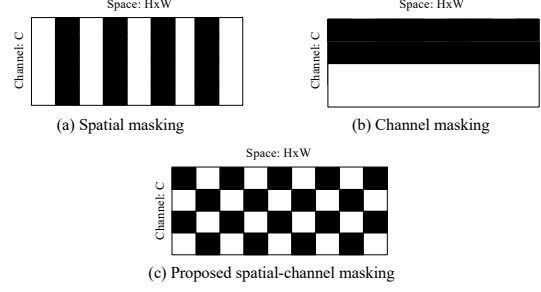 Space: HxW
Channel: C
(a) Spatial masking
Space: HxW
Channel: C
(b) Channel masking
Space: HxW
Channel: C
(c) Proposed spatial-channel masking